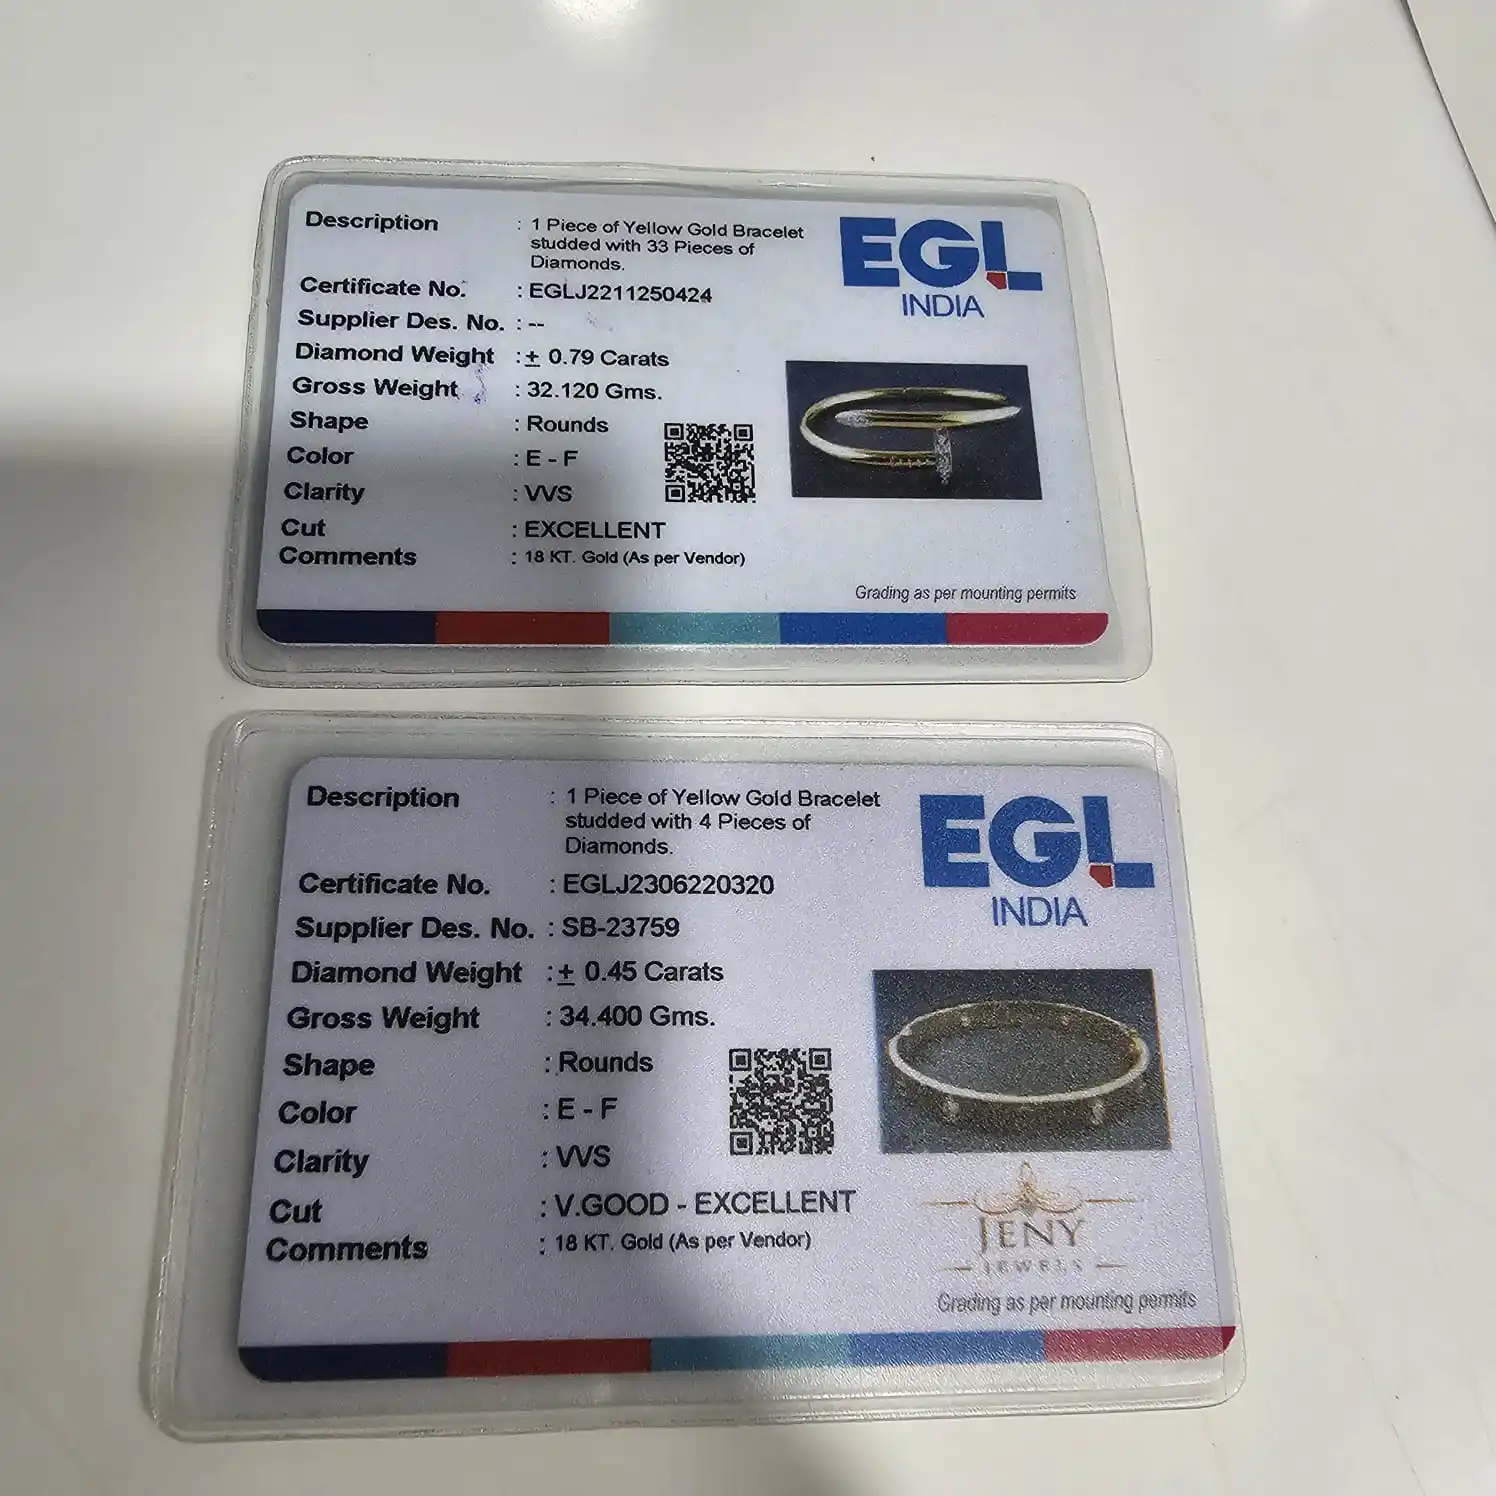 Description : 1 Piece of Yellow Gold Bracelet
studded with 33 Pieces of
Diamonds.
Certificate No. : EGLJ2211250424
Supplier Des. No. : --
Diamond Weight : ± 0.79 Carats
Gross Weight : 32.120 Gms.
Shape : Rounds
Color : E - F
Clarity : VVS
Cut : EXCELLENT
Comments : 18 KT. Gold (As per Vendor)
EGL
INDIA
Grading as per mounting permits
Description : 1 Piece of Yellow Gold Bracelet
studded with 4 Pieces of
Diamonds.
Certificate No. : EGLJ2306220320
Supplier Des. No. : SB-23759
Diamond Weight : ± 0.45 Carats
Gross Weight : 34.400 Gms.
Shape : Rounds
Color : E - F
Clarity : VVS
Cut : V.GOOD - EXCELLENT
Comments : 18 KT. Gold (As per Vendor)
EGL
INDIA
JENY
JEWELS
Grading as per mounting permits